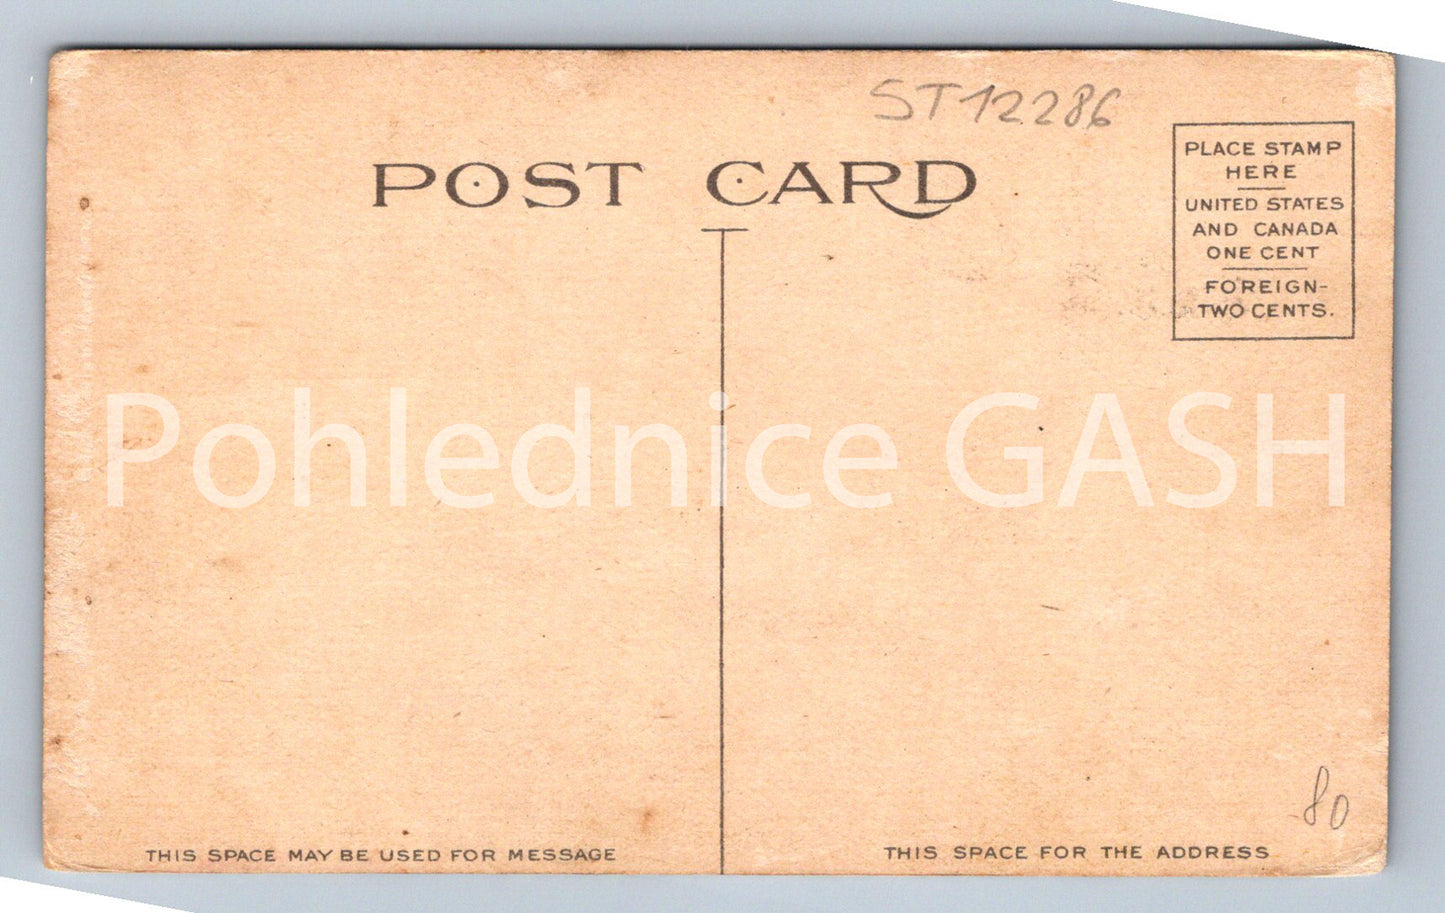 ST12286
POST CARD
PLACE STAMP
HERE
UNITED STATES
AND CANADA
ONE CENT
FOREIGN-
TWO CENTS.
Pohlednice GASH
80
THIS SPACE MAY BE USED FOR MESSAGE
THIS SPACE FOR THE ADDRESS